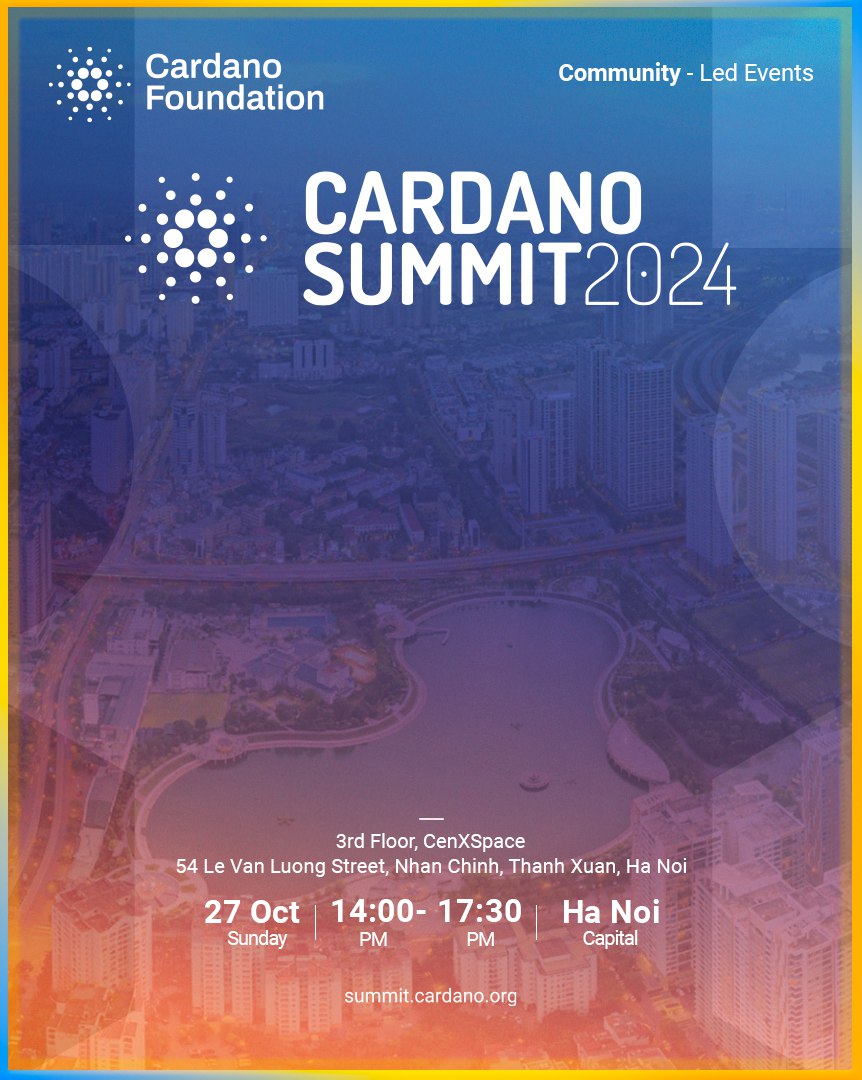 Cardano
Foundation
Community - Led Events
CARDANO
SUMMIT2024
3rd Floor, CenXSpace
54 Le Van Luong Street, Nhan Chinh, Thanh Xuan, Ha Noi
27 Oct 14:00- 17:30 Ha Noi
Sunday PM PM Capital
summit.cardano.org